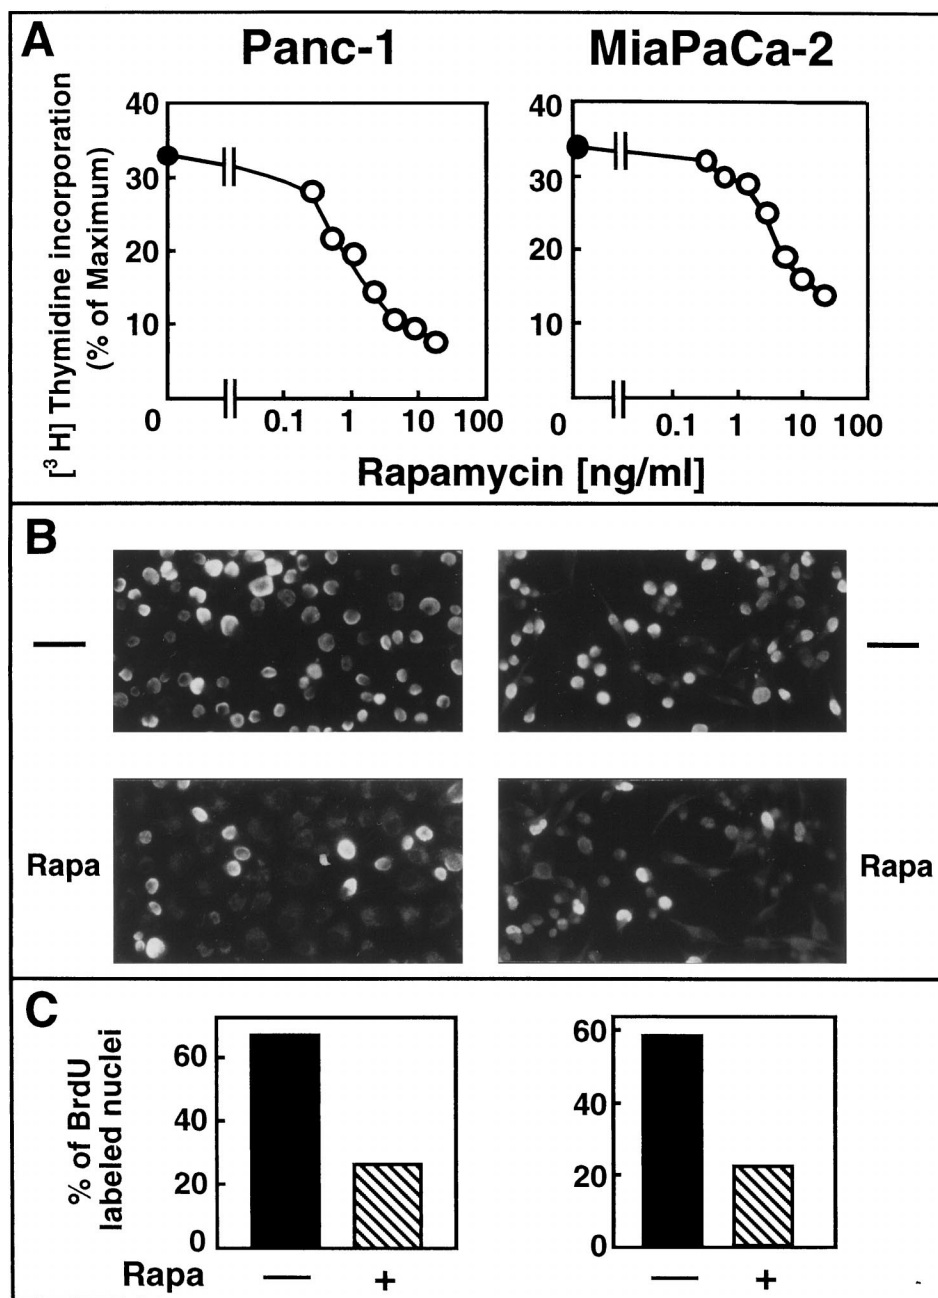 A
Panc-1
MiaPaCa-2
[³ H] Thymidine incorporation
(% of Maximum)
40
30
20
10
0
0.1
1
10
100
40
30
20
10
0
0.1
1
10
100
Rapamycin [ng/ml]
B
—
—
Rapa
Rapa
C
% of BrdU
labeled nuclei
60
40
20
0
60
40
20
0
Rapa
—
+
—
+